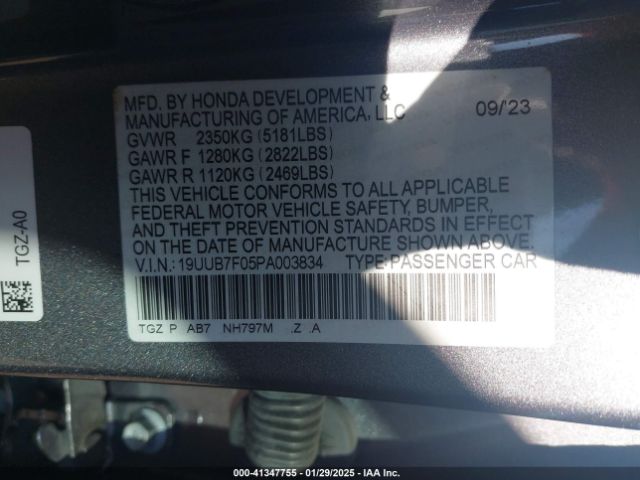 MFD. BY HONDA DEVELOPMENT &
MANUFACTURING OF AMERICA, LLC 09/23
GVWR 2350KG (5181LBS)
GAWR F 1280KG (2822LBS)
GAWR R 1120KG (2469LBS)
THIS VEHICLE CONFORMS TO ALL APPLICABLE
FEDERAL MOTOR VEHICLE SAFETY, BUMPER,
AND THEFT PREVENTION STANDARDS IN EFFECT
ON THE DATE OF MANUFACTURE SHOWN ABOVE.
V.I.N.: 19UUB7F05PA003834 TYPE:PASSENGER CAR
TGZ P AB7 NH797M .Z .A
TGZ-A0
000-41347755 - 01/29/2025 - IAA Inc.